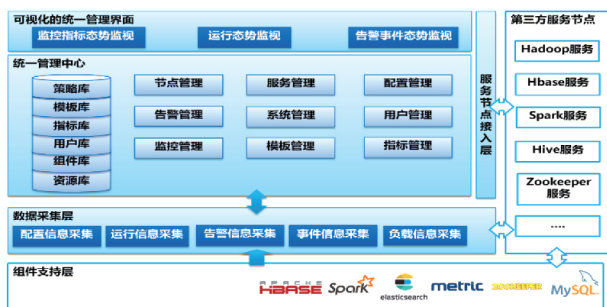 可视化的统一管理界面
监控指标态势监视
运行态势监视
告警事件态势监视
统一管理中心
策略库
模板库
指标库
用户库
组件库
资源库
节点管理
服务管理
配置管理
告警管理
系统管理
用户管理
监控管理
模板管理
指标管理
服务节点接入层
第三方服务节点
Hadoop服务
Hbase服务
Spark服务
Hive服务
Zookeeper
服务
....
数据采集层
配置信息采集
运行信息采集
告警信息采集
事件信息采集
负载信息采集
组件支持层
APACHE
HBASE
Spark
elasticsearch
metric
ZOOKEEPER
MySQL